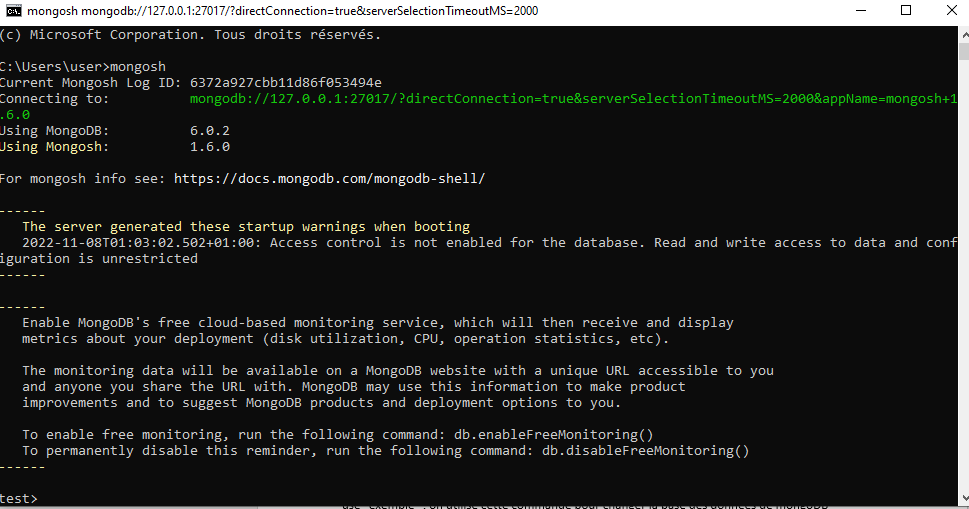 mongosh mongodb://127.0.0.1:27017/?directConnection=true&serverSelectionTimeoutMS=2000
(c) Microsoft Corporation. Tous droits réservés.
C:\Users\user>mongosh
Current Mongosh Log ID: 6372a927cbb11d86f053494e
Connecting to: mongodb://127.0.0.1:27017/?directConnection=true&serverSelectionTimeoutMS=2000&appName=mongosh+1
.6.0
Using MongoDB: 6.0.2
Using Mongosh: 1.6.0
For mongosh info see: https://docs.mongodb.com/mongodb-shell/
------
The server generated these startup warnings when booting
2022-11-08T01:03:02.502+01:00: Access control is not enabled for the database. Read and write access to data and conf
iguration is unrestricted
------
------
Enable MongoDB's free cloud-based monitoring service, which will then receive and display
metrics about your deployment (disk utilization, CPU, operation statistics, etc).
The monitoring data will be available on a MongoDB website with a unique URL accessible to you
and anyone you share the URL with. MongoDB may use this information to make product
improvements and to suggest MongoDB products and deployment options to you.
To enable free monitoring, run the following command: db.enableFreeMonitoring()
To permanently disable this reminder, run the following command: db.disableFreeMonitoring()
------
test>